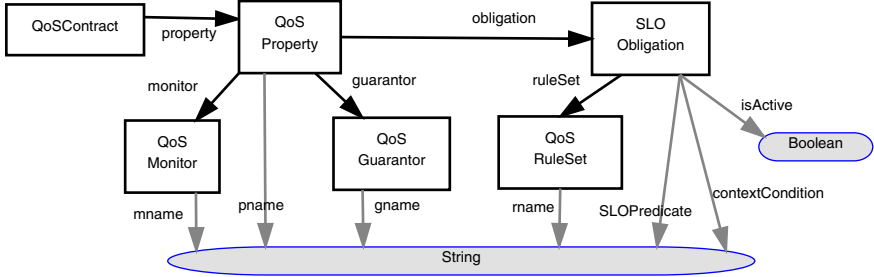 QoSContract
property
QoS
Property
obligation
SLO
Obligation
monitor
guarantor
ruleSet
isActive
QoS
Monitor
QoS
Guarantor
QoS
RuleSet
Boolean
mname
pname
gname
rname
SLOPredicate
contextCondition
String